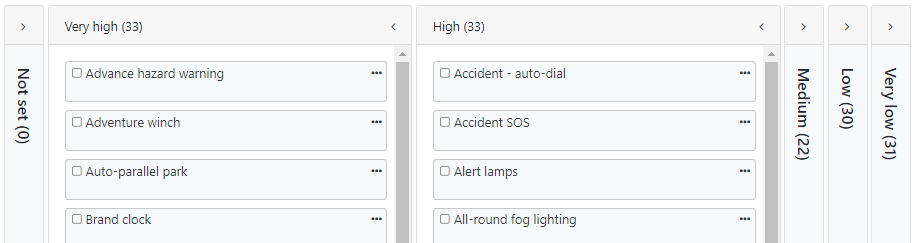 Not set (0)
Very high (33)
Advance hazard warning
Adventure winch
Auto-parallel park
Brand clock
High (33)
Accident - auto-dial
Accident SOS
Alert lamps
All-round fog lighting
Medium (22)
Low (30)
Very low (31)